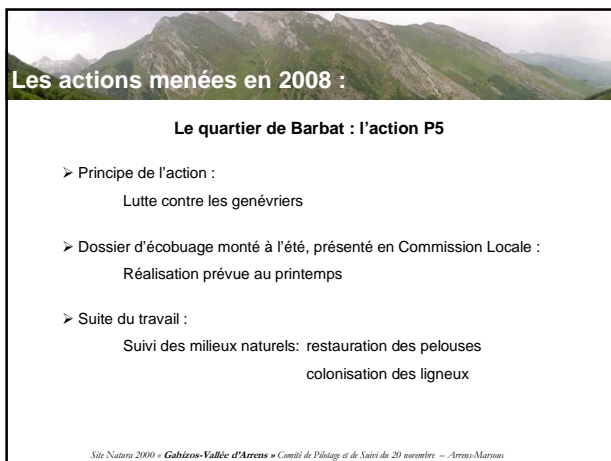 Les actions menées en 2008 :
Le quartier de Barbat : l'action P5
➢ Principe de l'action :
Lutte contre les genévriers
➢ Dossier d'écobuage monté à l'été, présenté en Commission Locale :
Réalisation prévue au printemps
➢ Suite du travail :
Suivi des milieux naturels: restauration des pelouses
colonisation des ligneux
Site Natura 2000 « Gabizos-Vallée d'Arrens » Comité de Pilotage et de Suivi du 20 novembre – Arrens-Marsous